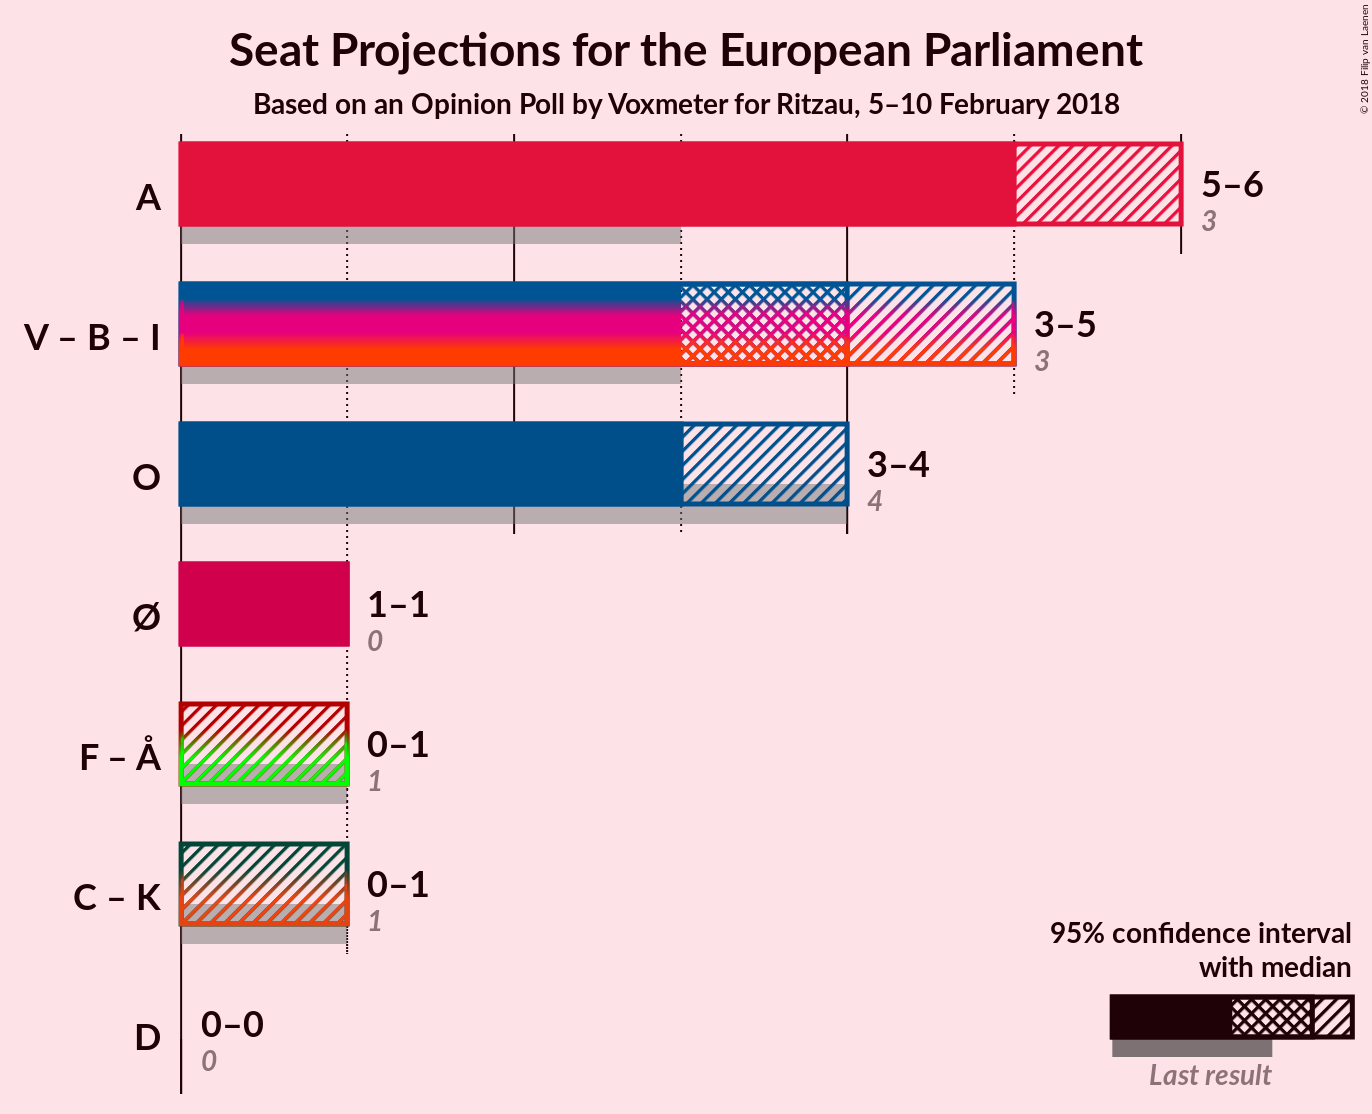 Seat Projections for the European Parliament
Based on an Opinion Poll by Voxmeter for Ritzau, 5–10 February 2018
© 2018 Filip van Laenen
A
5–6
3
V – B – I
3–5
3
O
3–4
4
Ø
1–1
0
F – Å
0–1
1
C – K
0–1
1
D
0–0
0
95% confidence interval
with median
Last result